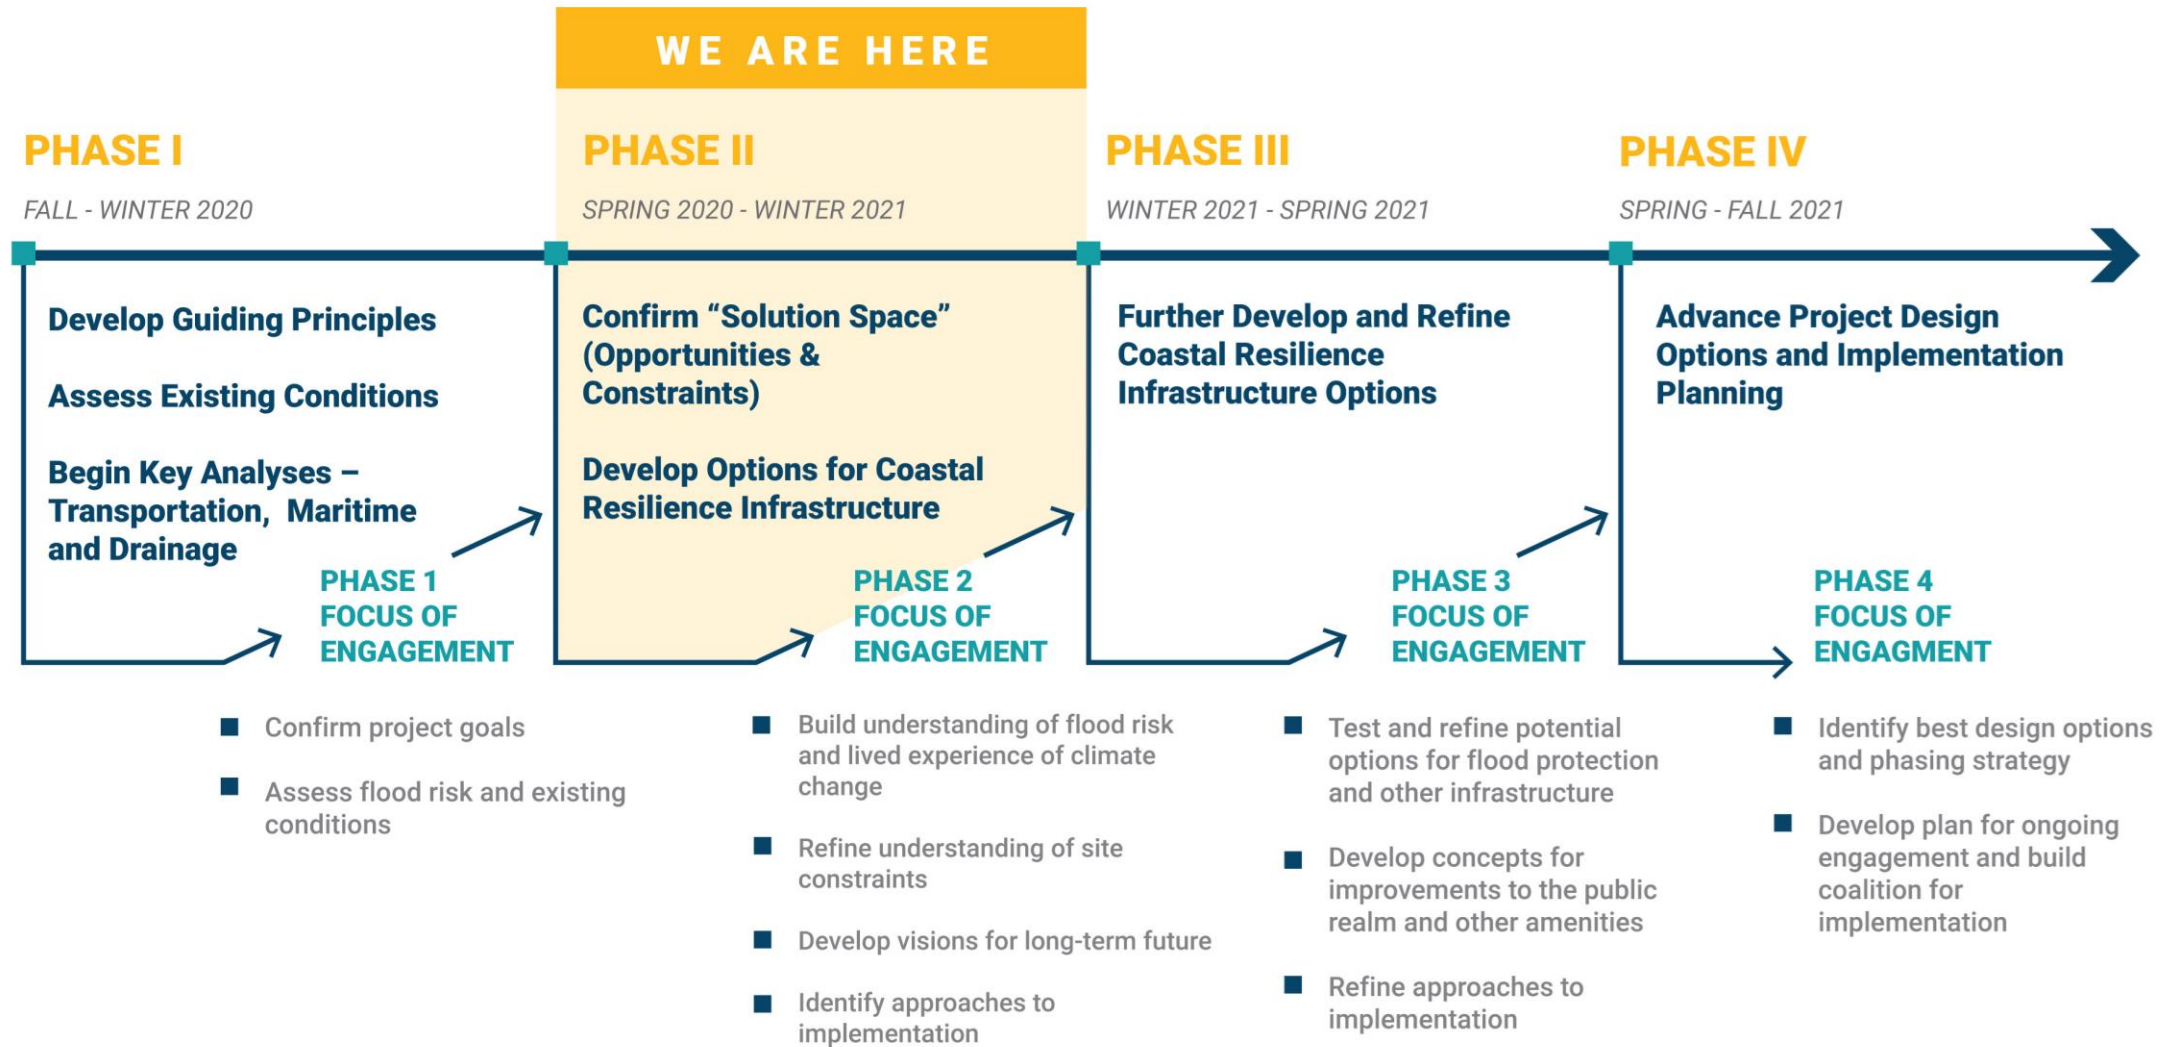 WE ARE HERE
PHASE I
FALL - WINTER 2020
Develop Guiding Principles
Assess Existing Conditions
Begin Key Analyses –
Transportation, Maritime
and Drainage
PHASE 1
FOCUS OF
ENGAGEMENT
Confirm project goals
Assess flood risk and existing
conditions
PHASE II
SPRING 2020 - WINTER 2021
Confirm “Solution Space”
(Opportunities &
Constraints)
Develop Options for Coastal
Resilience Infrastructure
PHASE 2
FOCUS OF
ENGAGEMENT
Build understanding of flood risk
and lived experience of climate
change
Refine understanding of site
constraints
Develop visions for long-term future
Identify approaches to
implementation
PHASE III
WINTER 2021 - SPRING 2021
Further Develop and Refine
Coastal Resilience
Infrastructure Options
PHASE 3
FOCUS OF
ENGAGEMENT
Test and refine potential
options for flood protection
and other infrastructure
Develop concepts for
improvements to the public
realm and other amenities
Refine approaches to
implementation
PHASE IV
SPRING - FALL 2021
Advance Project Design
Options and Implementation
Planning
PHASE 4
FOCUS OF
ENGAGMENT
Identify best design options
and phasing strategy
Develop plan for ongoing
engagement and build
coalition for
implementation